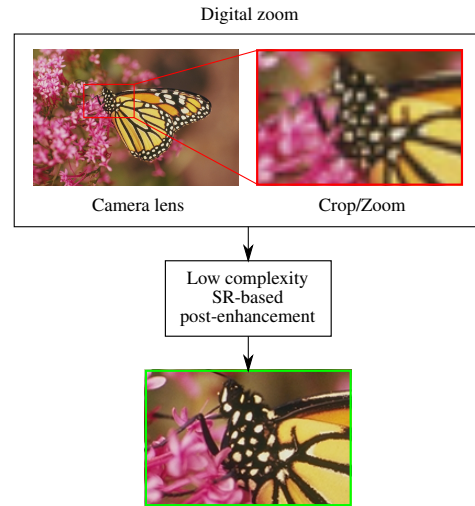 Digital zoom
Camera lens
Crop/Zoom
Low complexity
SR-based
post-enhancement